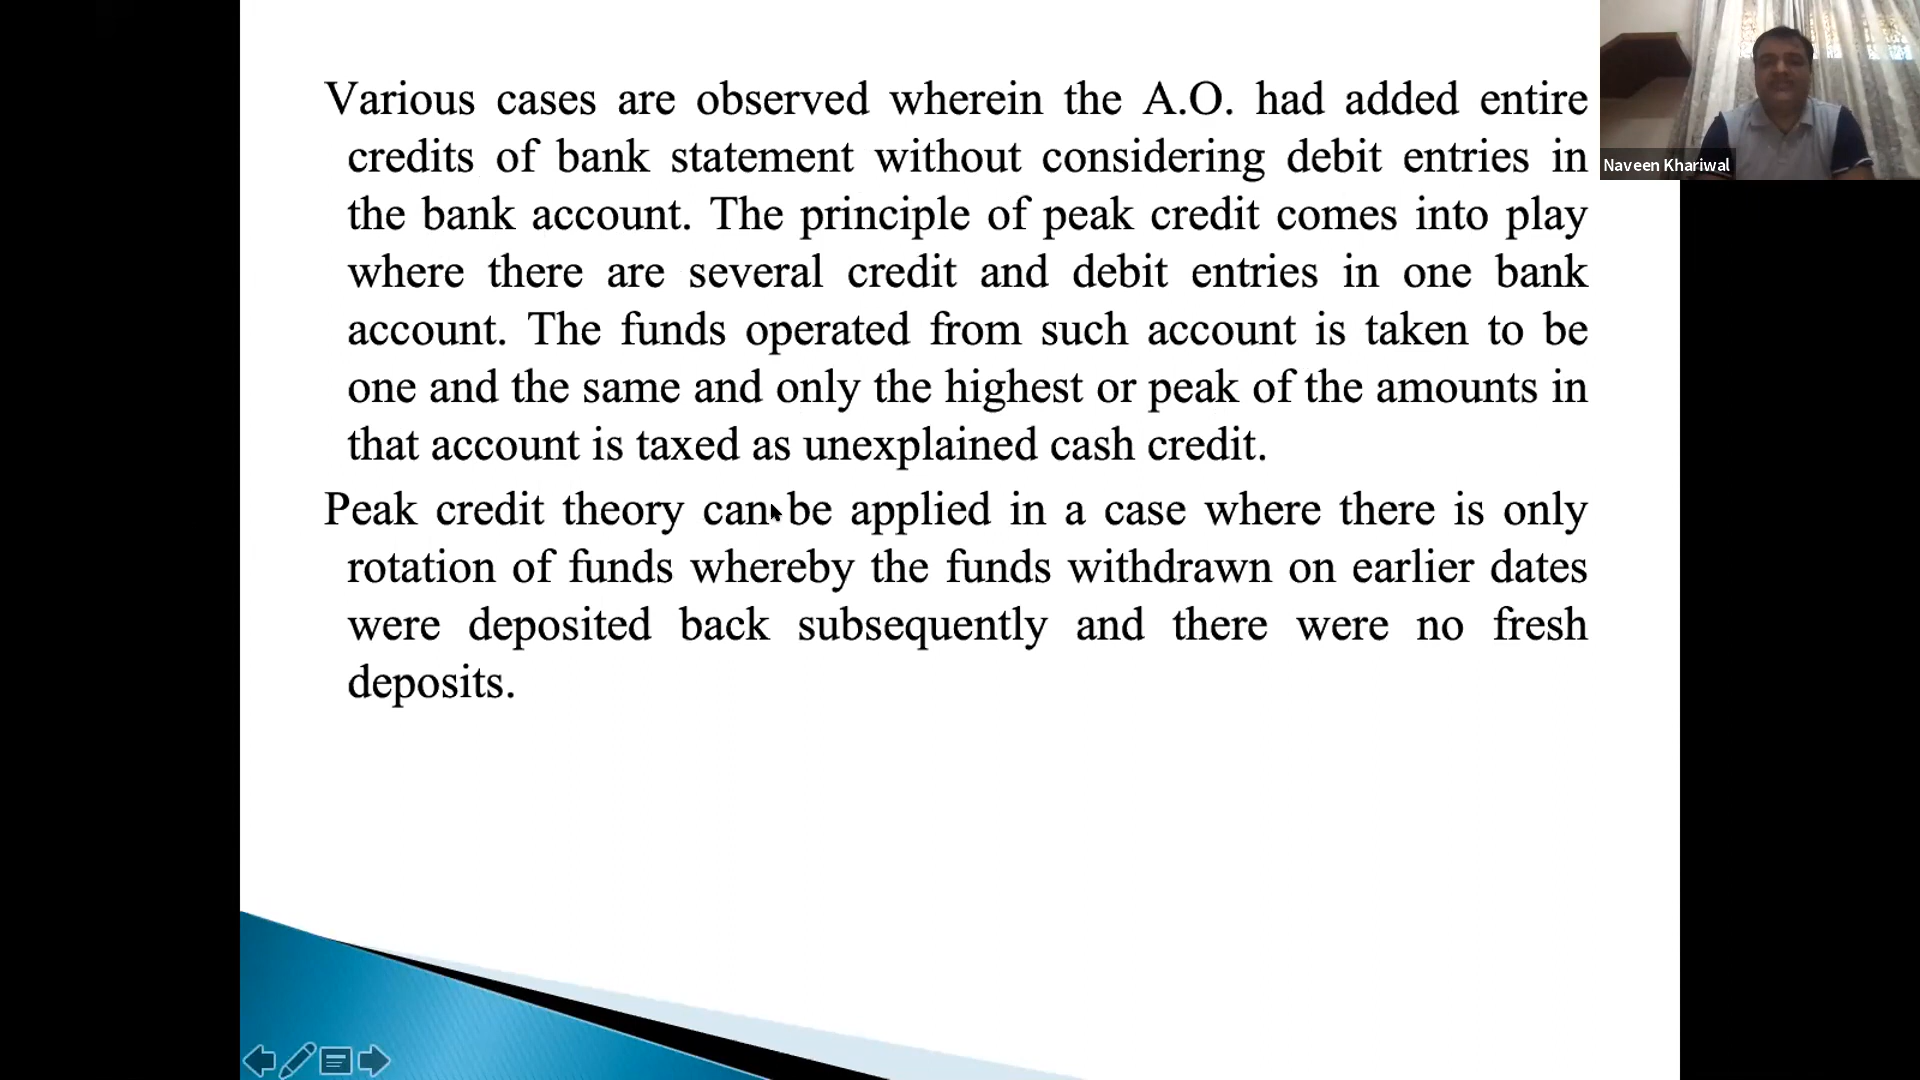 Various cases are observed wherein the A.O. had added entire
credits of bank statement without considering debit entries in
the bank account. The principle of peak credit comes into play
where there are several credit and debit entries in one bank
account. The funds operated from such account is taken to be
one and the same and only the highest or peak of the amounts in
that account is taxed as unexplained cash credit.
Peak credit theory can be applied in a case where there is only
rotation of funds whereby the funds withdrawn on earlier dates
were deposited back subsequently and there were no fresh
deposits.
Naveen Khariwal